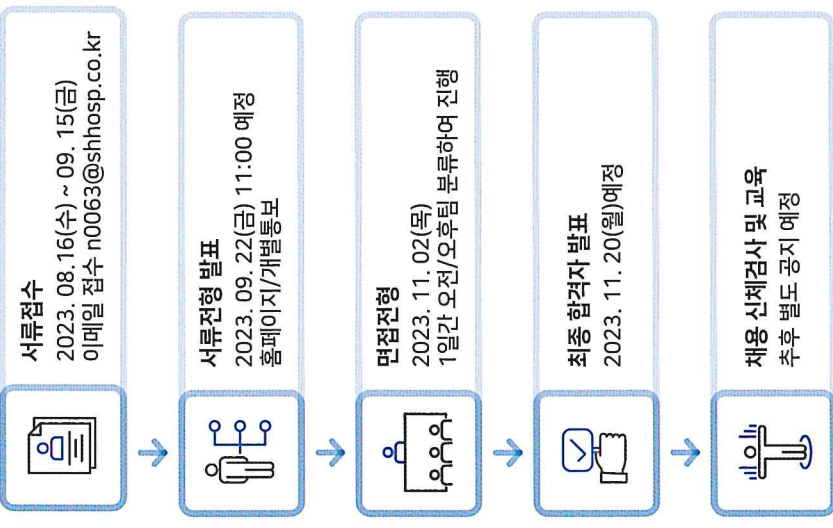 서류접수
2023. 08.16(수) ~ 09. 15(금)
이메일 접수 n0063@shhosp.co.kr
서류전형 발표
2023. 09. 22(금) 11:00 예정
홈페이지/개별통보
면접전형
2023. 11. 02(목)
1일간 오전/오후팀 분류하여 진행
최종 합격자 발표
2023. 11. 20(월)예정
채용 신체검사 및 교육
추후 별도 공지 예정